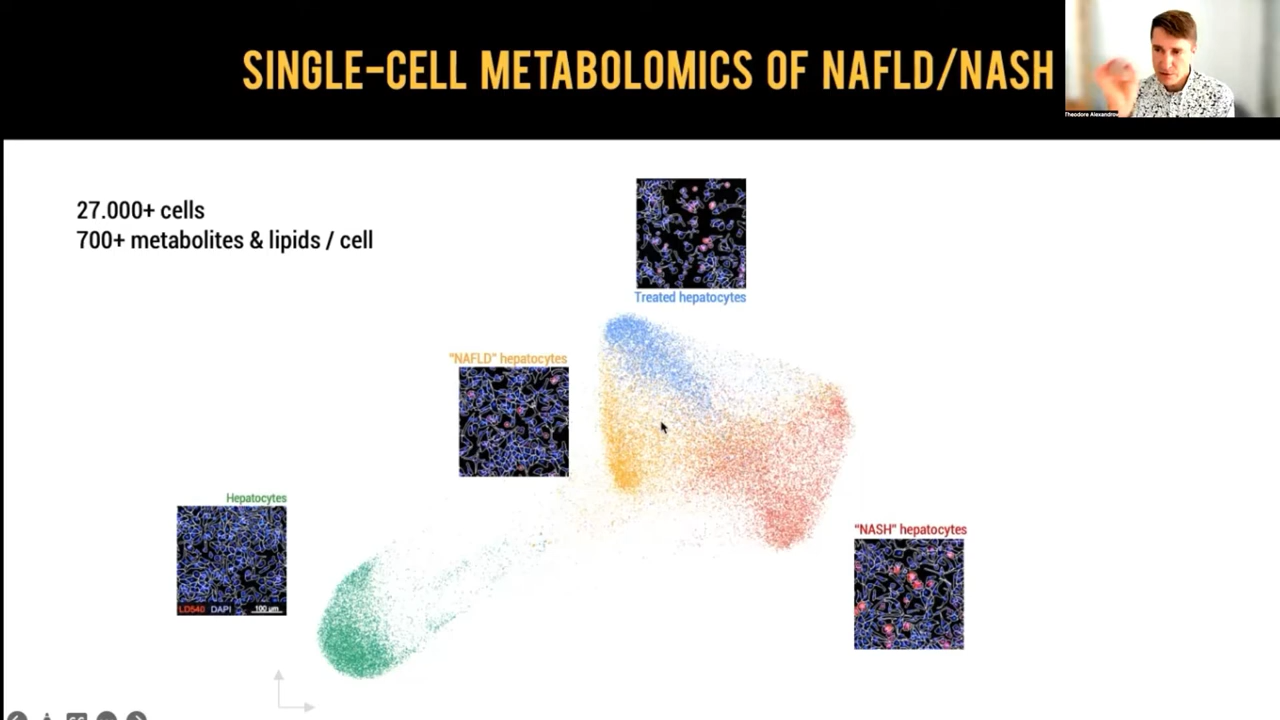 SINGLE-CELL METABOLOMICS OF NAFLD/NASH
Theodore Alexandrov
27.000+ cells
700+ metabolites & lipids / cell
Treated hepatocytes
"NAFLD" hepatocytes
Hepatocytes
LD540 DAPI 100 µm
"NASH" hepatocytes